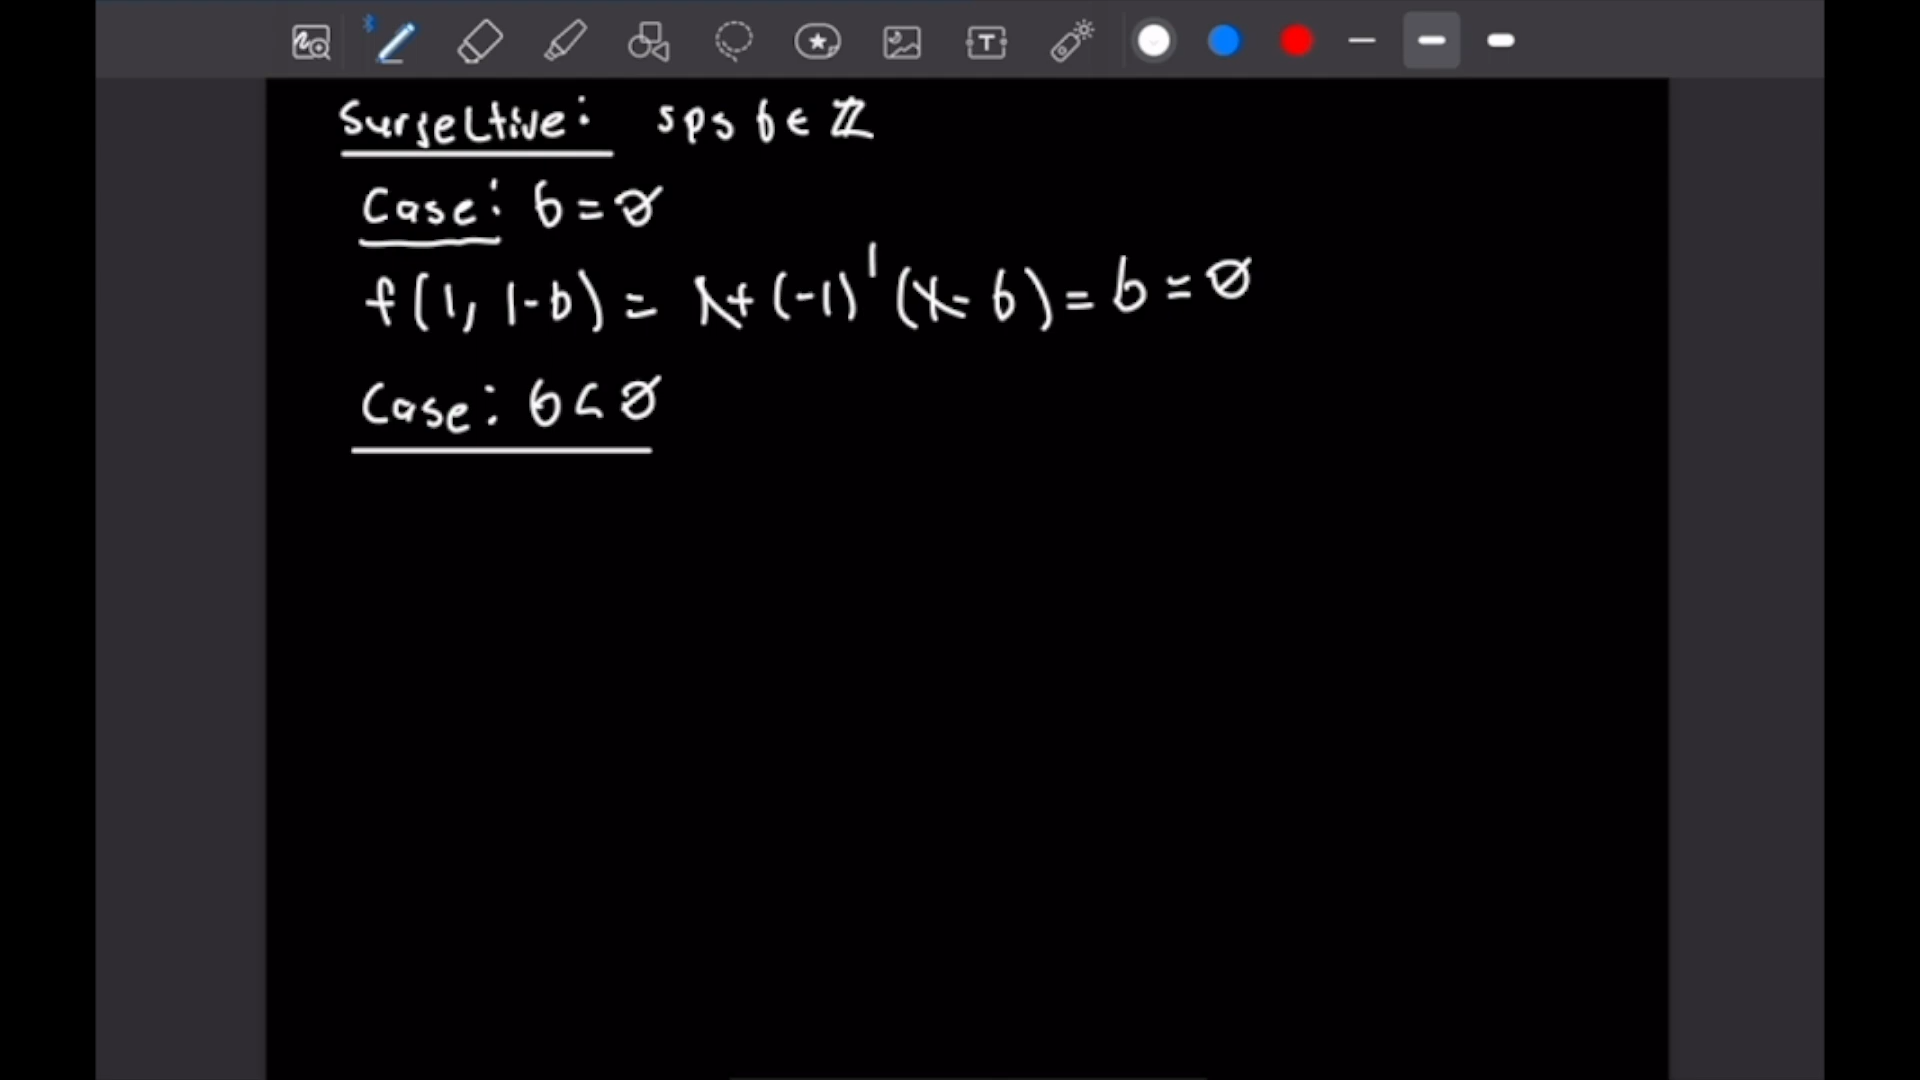 Surjective: sps b ∈ ℤ
Case: b = 0
f(1, 1-b) = 1 + (-1)¹ (1 - b) = b = 0
Case: b < 0